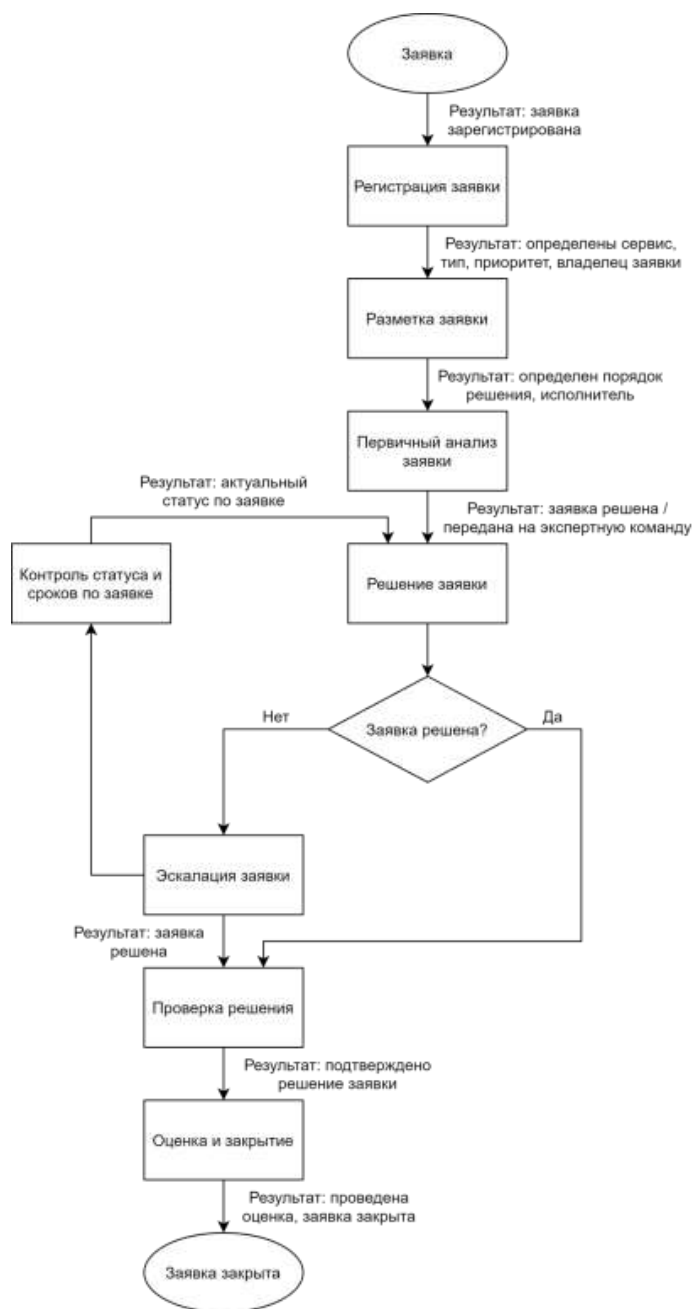 Заявка
Результат: заявка
зарегистрирована
Регистрация заявки
Результат: определены сервис,
тип, приоритет, владелец заявки
Разметка заявки
Результат: определен порядок
решения, исполнитель
Первичный анализ
заявки
Результат: актуальный
статус по заявке
Результат: заявка решена /
передана на экспертную команду
Контроль статуса и
сроков по заявке
Решение заявки
Нет
Заявка решена?
Да
Эскалация заявки
Результат: заявка
решена
Проверка решения
Результат: подтверждено
решение заявки
Оценка и закрытие
Результат: проведена
оценка, заявка закрыта
Заявка закрыта